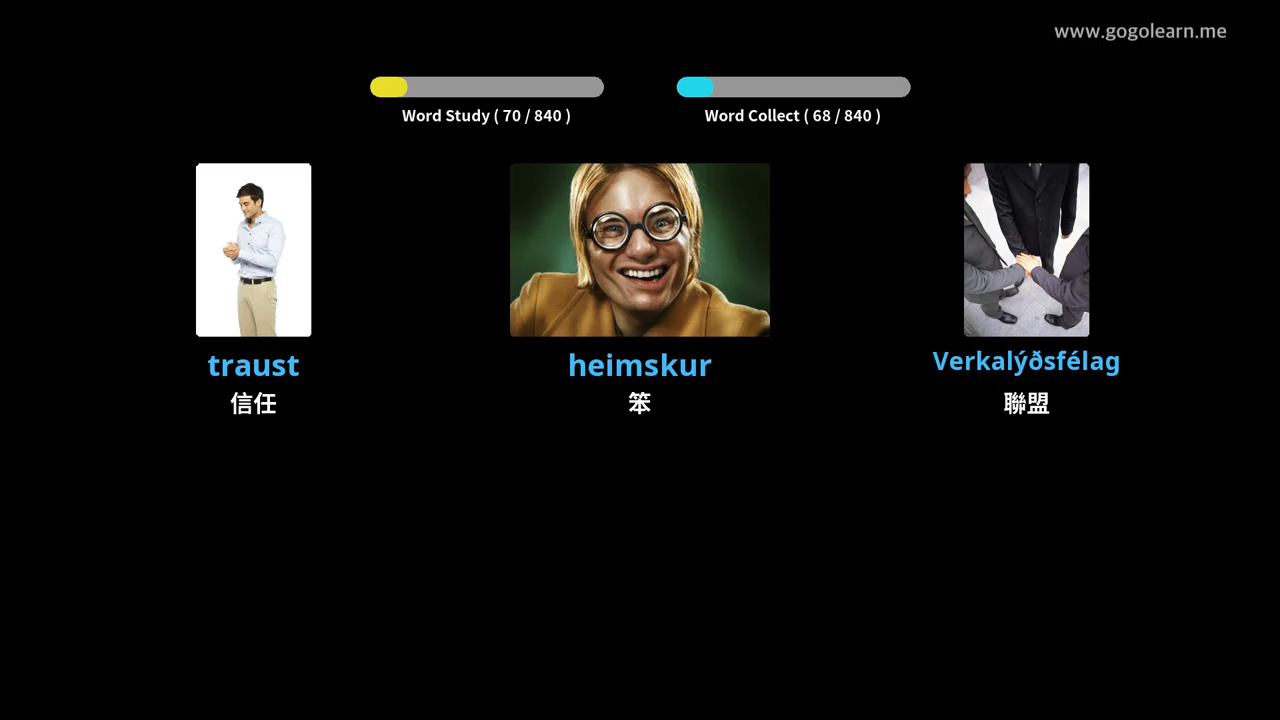 www.gogolearn.me
Word Study ( 70 / 840 )
Word Collect ( 68 / 840 )
traust
heimskur
Verkalýðsfélag
信任
笨
聯盟